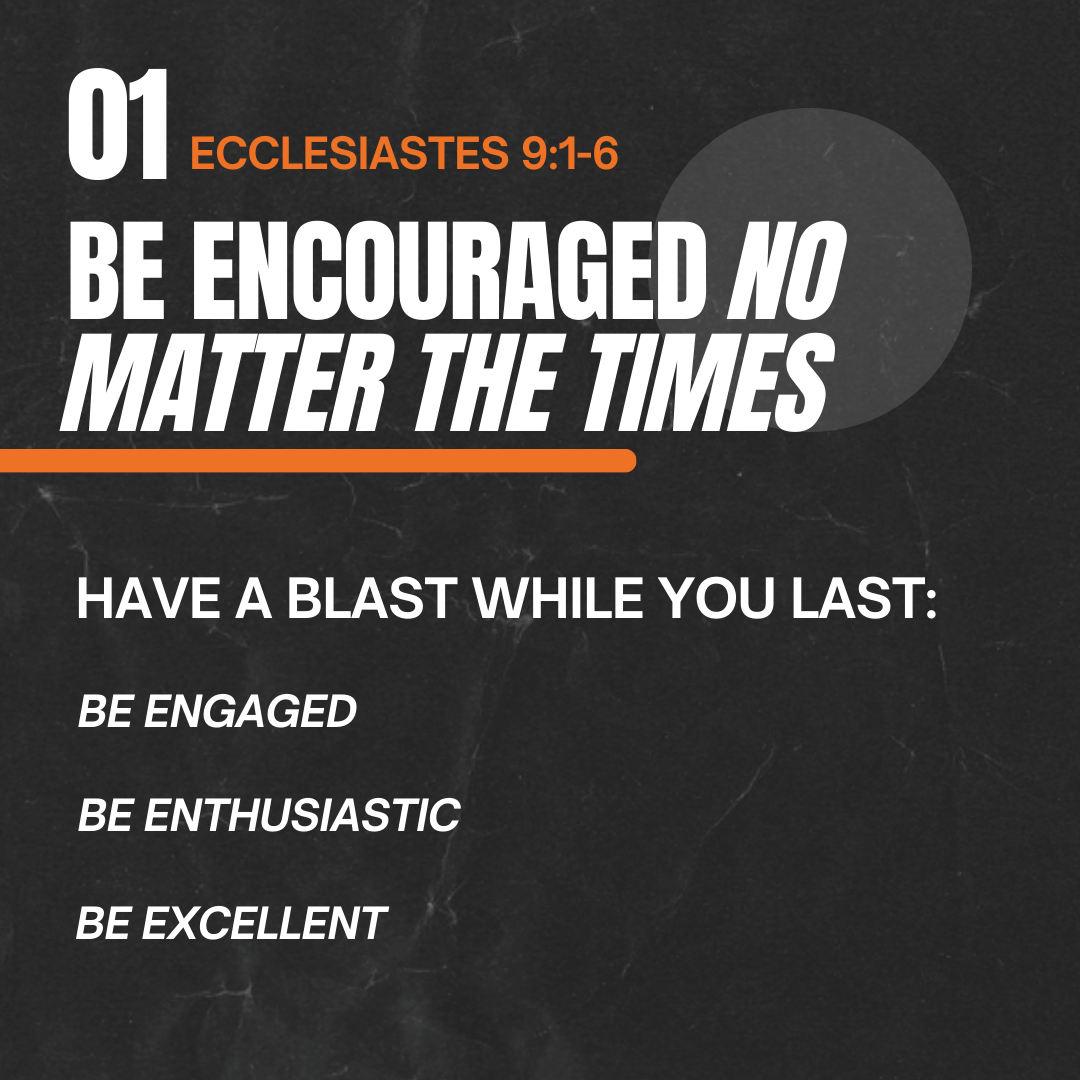 01 ECCLESIASTES 9:1-6
BE ENCOURAGED NO
MATTER THE TIMES
HAVE A BLAST WHILE YOU LAST:
BE ENGAGED
BE ENTHUSIASTIC
BE EXCELLENT